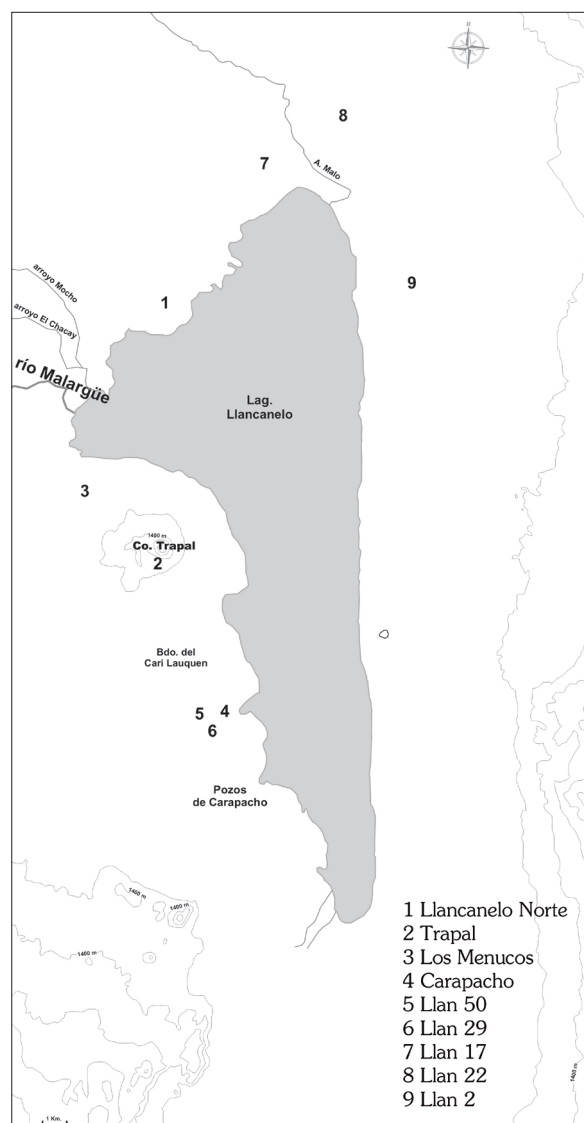 N
8
7
A. Malo
9
arroyo Mocho
1
arroyo El Chacay
río Malargüe
Lag.
Llancanelo
3
1400 m
Co. Trapal
2
Bdo. del
Cari Lauquen
5
4
6
Pozos
de Carapacho
1400 m
1400 m
1400 m
1400 m
1 Km.
1 Llancanelo Norte
2 Trapal
3 Los Menucos
4 Carapacho
5 Llan 50
6 Llan 29
7 Llan 17
8 Llan 22
9 Llan 2